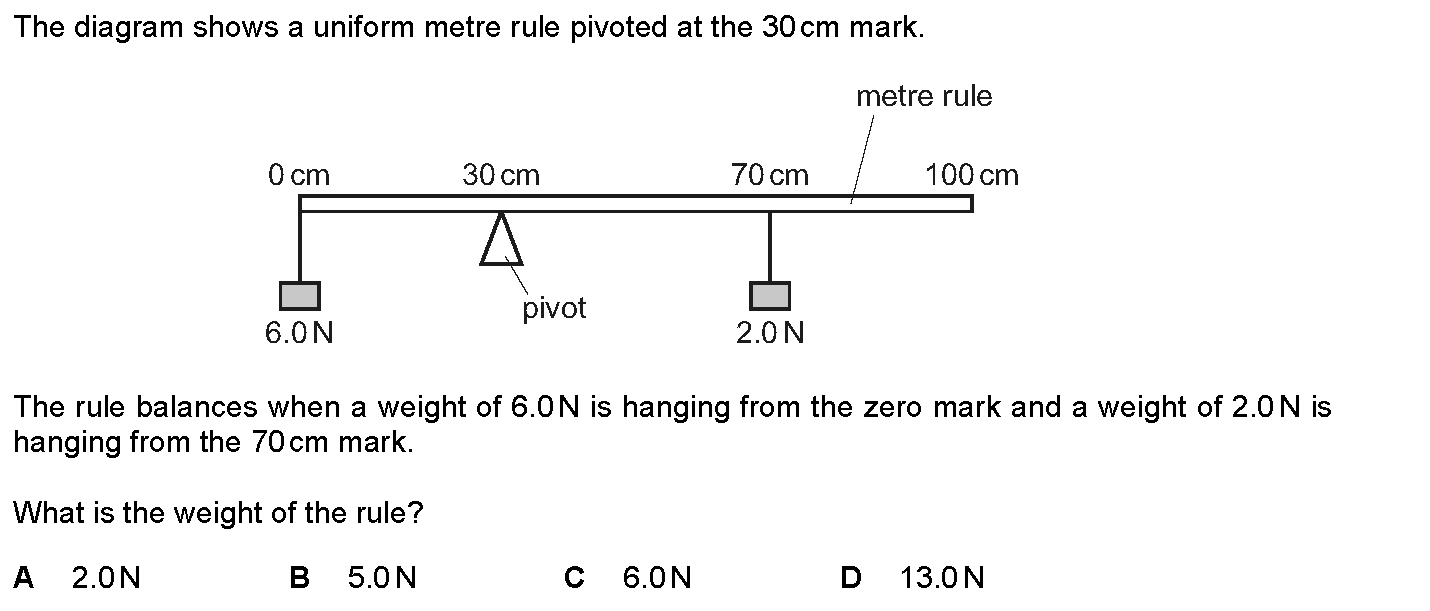 The diagram shows a uniform metre rule pivoted at the 30 cm mark.
metre rule
0 cm 30 cm 70 cm 100 cm
pivot
6.0 N 2.0 N
The rule balances when a weight of 6.0 N is hanging from the zero mark and a weight of 2.0 N is
hanging from the 70 cm mark.
What is the weight of the rule?
A 2.0 N B 5.0 N C 6.0 N D 13.0 N